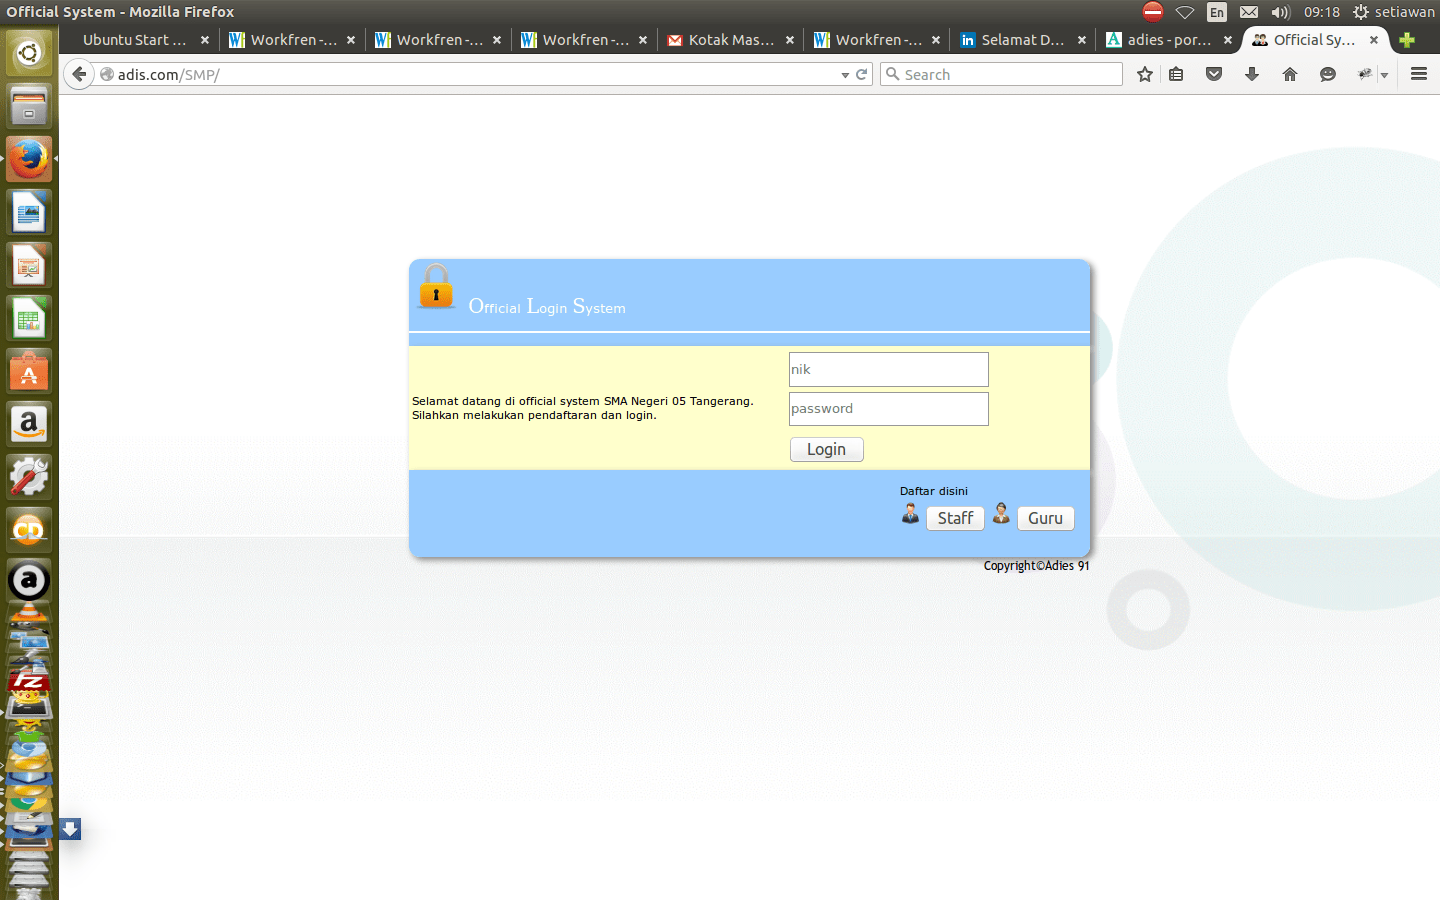 Official System - Mozilla Firefox
En
09:18
setiawan
Ubuntu Start ...
Workfren -...
Workfren -...
Workfren -...
Kotak Mas...
Workfren -...
Selamat D...
adies - por...
Official Sy...
adis.com/SMP/
Search
Official Login System
nik
Selamat datang di official system SMA Negeri 05 Tangerang.
Silahkan melakukan pendaftaran dan login.
password
Login
Daftar disini
Staff
Guru
Copyright©Adies 91